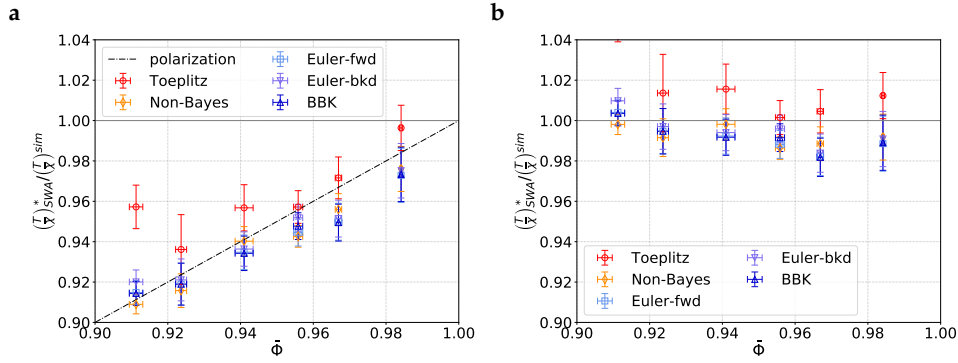 a
b
1.04
1.02
1.00
0.98
0.96
0.94
0.92
0.90
polarization
Toeplitz
Non-Bayes
Euler-fwd
Euler-bkd
BBK
0.90 0.92 0.94 0.96 0.98 1.00
Φ̄
(T/χ̄)*SWA/(T/χ̄)sim
1.04
1.02
1.00
0.98
0.96
0.94
0.92
0.90
Toeplitz
Non-Bayes
Euler-fwd
Euler-bkd
BBK
0.90 0.92 0.94 0.96 0.98 1.00
Φ̄
(T/χ̄)*SWA/(T/χ̄)sim